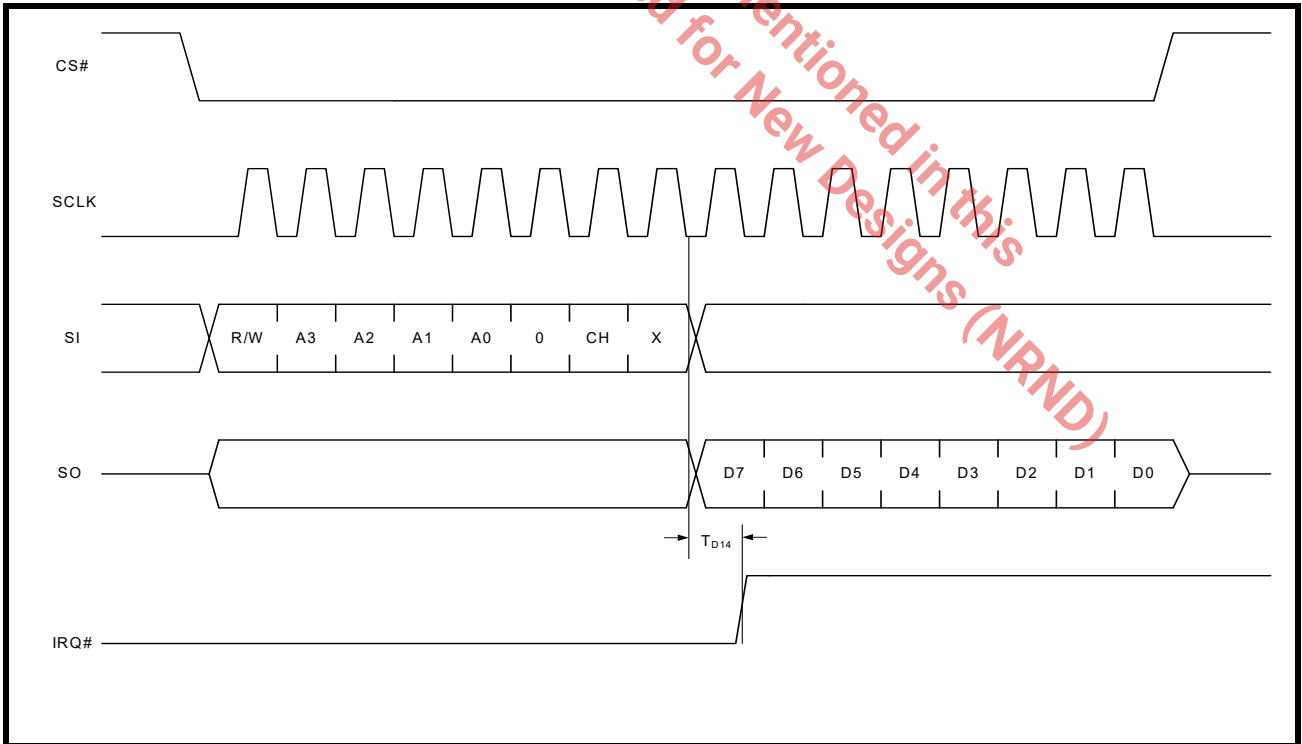 mentioned in this
for New Designs (NRND)
CS#
SCLK
SI
R/W A3 A2 A1 A0 0 CH X
SO
D7 D6 D5 D4 D3 D2 D1 D0
TD14
IRQ#